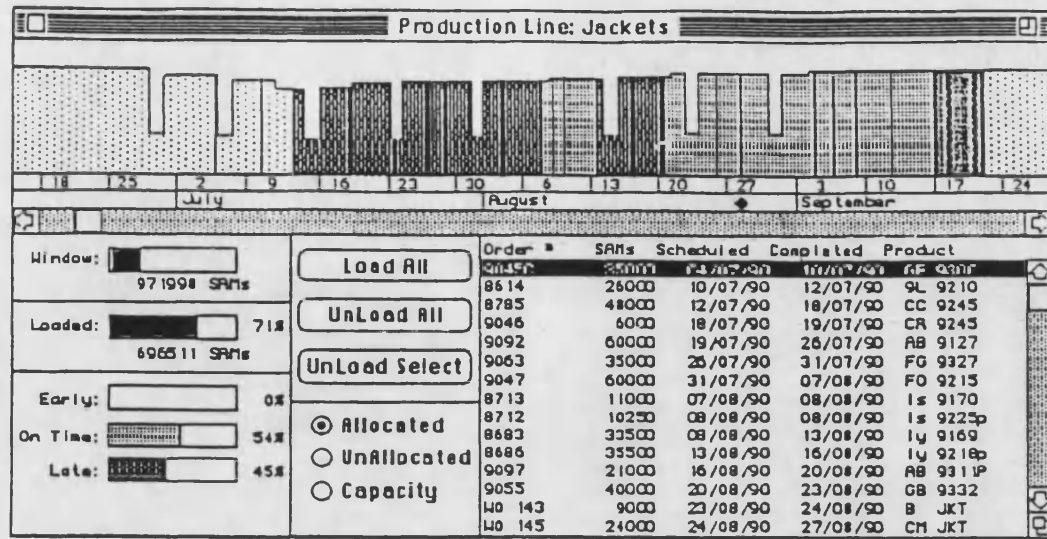 Production Line: Jackets
18 25 2 9 16 23 30 6 13 20 27 3 10 17 24
July August September
Window:
971998 SAMs
Loaded: 71%
696511 SAMs
Early: 0%
On Time: 54%
Late: 45%
Load All
UnLoad All
UnLoad Select
Allocated
UnAllocated
Capacity
Order # SAMs Scheduled Completed Product
8614 26000 10/07/90 12/07/90 9L 9210
8785 48000 12/07/90 18/07/90 CC 9245
9046 6000 18/07/90 19/07/90 CR 9245
9092 60000 19/07/90 26/07/90 AB 9127
9063 35000 26/07/90 31/07/90 FG 9327
9047 60000 31/07/90 07/08/90 FO 9215
8713 11000 07/08/90 08/08/90 Is 9170
8712 10250 08/08/90 08/08/90 Is 9225p
8683 33500 08/08/90 13/08/90 ly 9169
8686 35500 13/08/90 16/08/90 ly 9218p
9097 21000 16/08/90 20/08/90 AB 9311P
9055 40000 20/08/90 23/08/90 GB 9332
WO 143 9000 23/08/90 24/08/90 B JKT
WO 145 24000 24/08/90 27/08/90 CM JKT